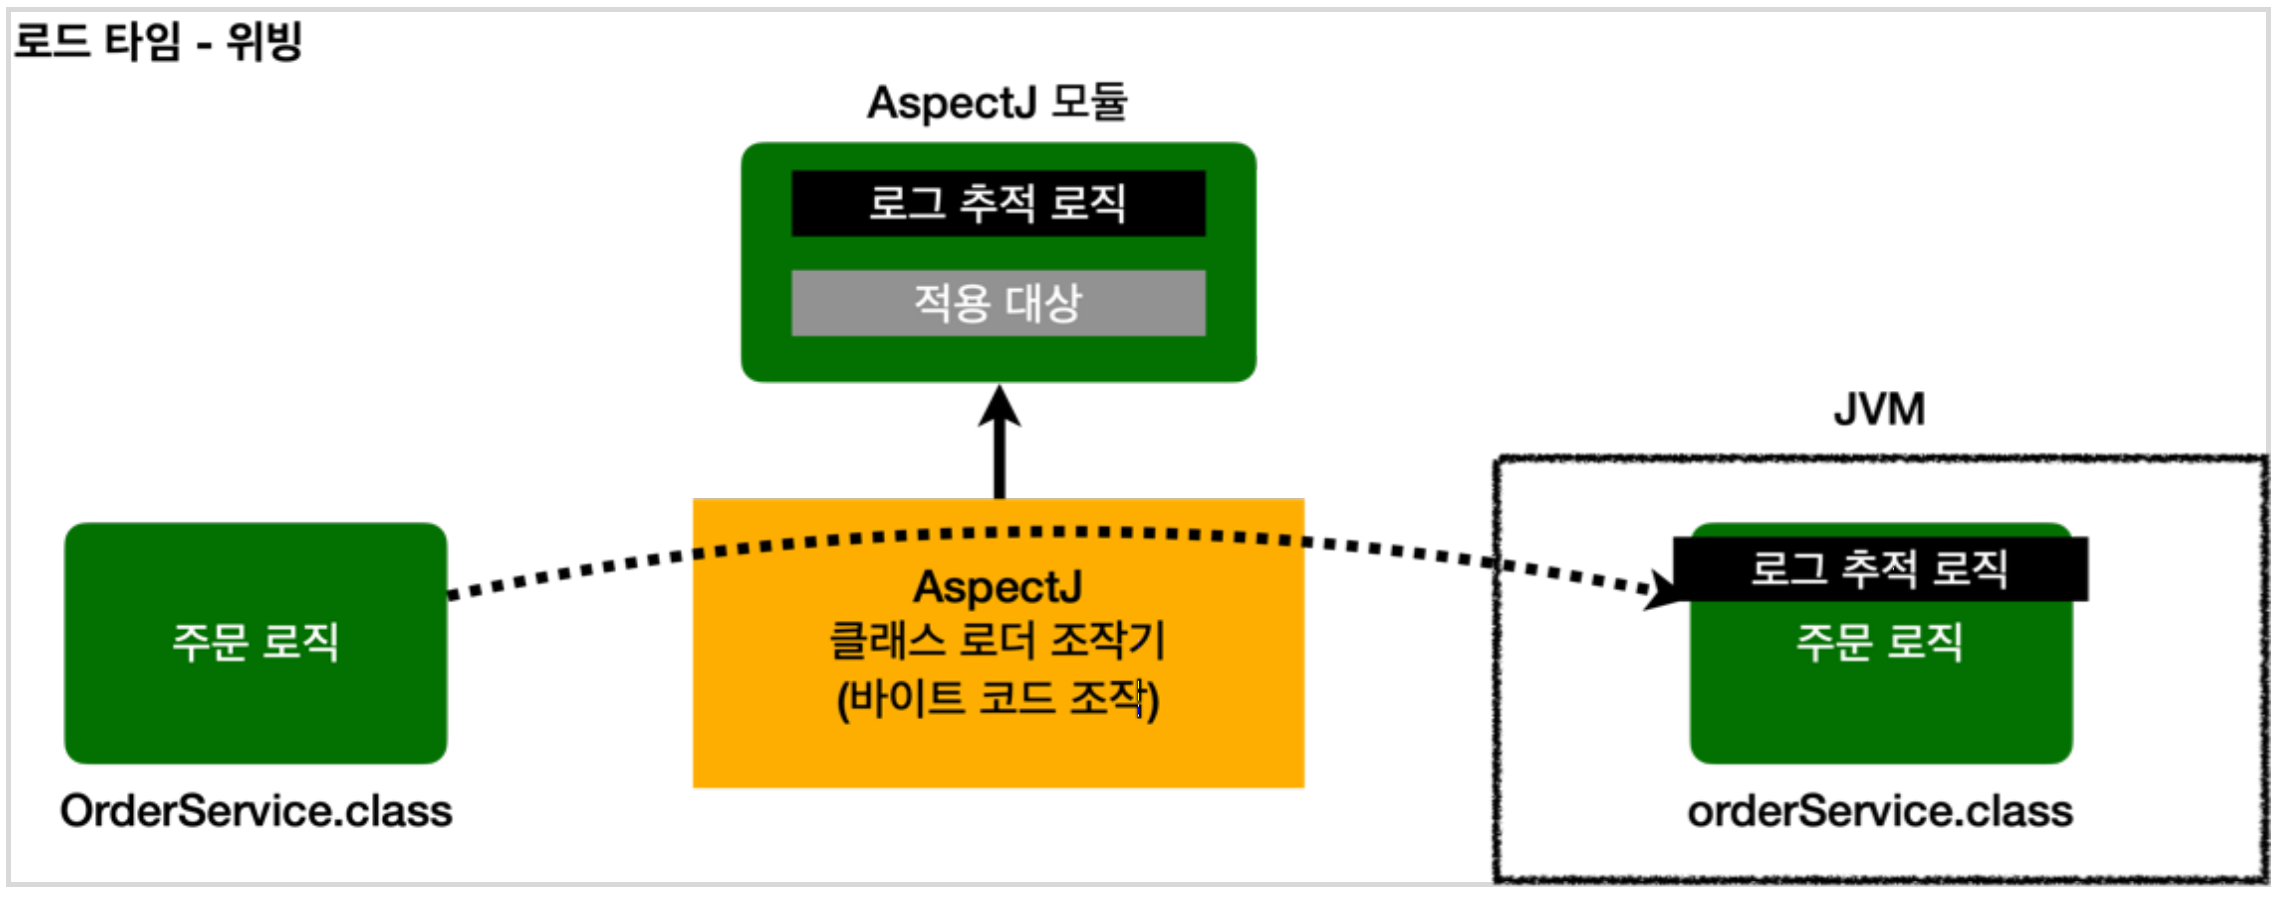 로드 타임 - 위빙
AspectJ 모듈
로그 추적 로직
적용 대상
JVM
주문 로직
OrderService.class
AspectJ
클래스 로더 조작기
(바이트 코드 조작)
로그 추적 로직
주문 로직
orderService.class